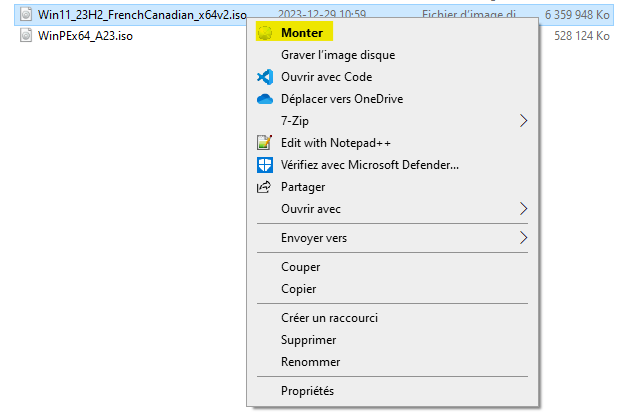 Win11_23H2_FrenchCanadian_x64v2.iso 2023-12-29 10:59 Fichier d'image di... 6 359 948 Ko
WinPEx64_A23.iso 528 124 Ko
Monter
Graver l'image disque
Ouvrir avec Code
Déplacer vers OneDrive
7-Zip
Edit with Notepad++
Vérifiez avec Microsoft Defender...
Partager
Ouvrir avec
Envoyer vers
Couper
Copier
Créer un raccourci
Supprimer
Renommer
Propriétés